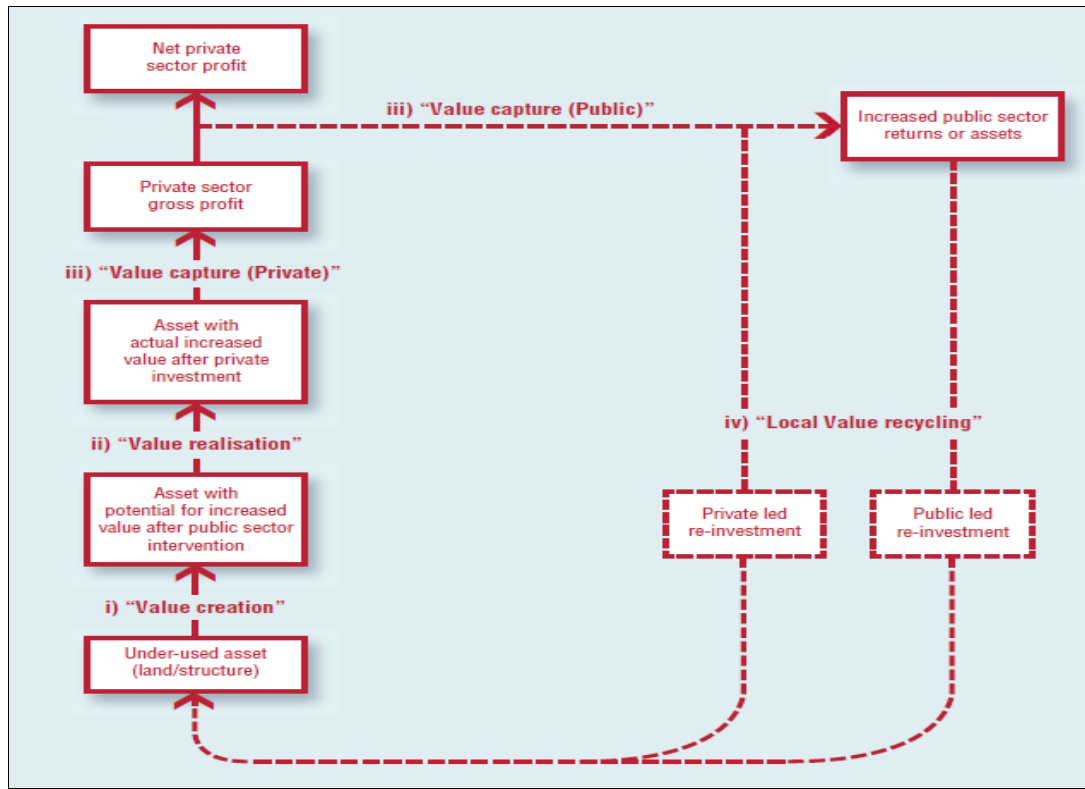 Net private
sector profit
iii) “Value capture (Public)”
Increased public sector
returns or assets
Private sector
gross profit
iii) “Value capture (Private)”
Asset with
actual increased
value after private
investment
ii) “Value realisation”
iv) “Local Value recycling”
Asset with
potential for increased
value after public sector
intervention
Private led
re-investment
Public led
re-investment
i) “Value creation”
Under-used asset
(land/structure)